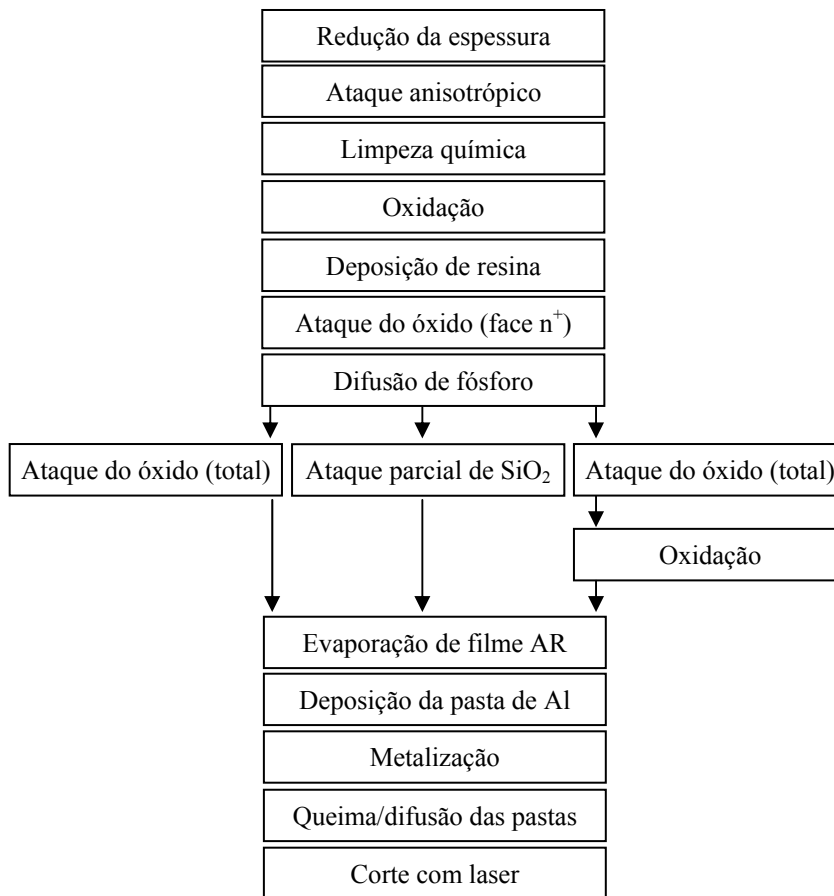 Redução da espessura
Ataque anisotrópico
Limpeza química
Oxidação
Deposição de resina
Ataque do óxido (face n⁺)
Difusão de fósforo
Ataque do óxido (total)
Ataque parcial de SiO₂
Ataque do óxido (total)
Oxidação
Evaporação de filme AR
Deposição da pasta de Al
Metalização
Queima/difusão das pastas
Corte com laser